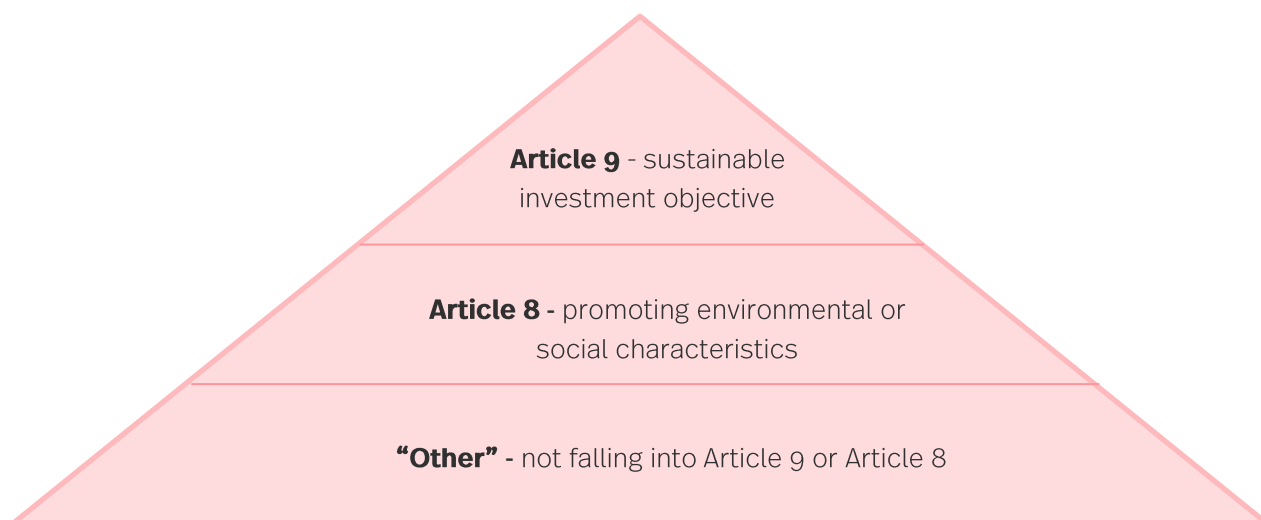 Article 9 - sustainable
investment objective
Article 8 - promoting environmental or
social characteristics
“Other” - not falling into Article 9 or Article 8